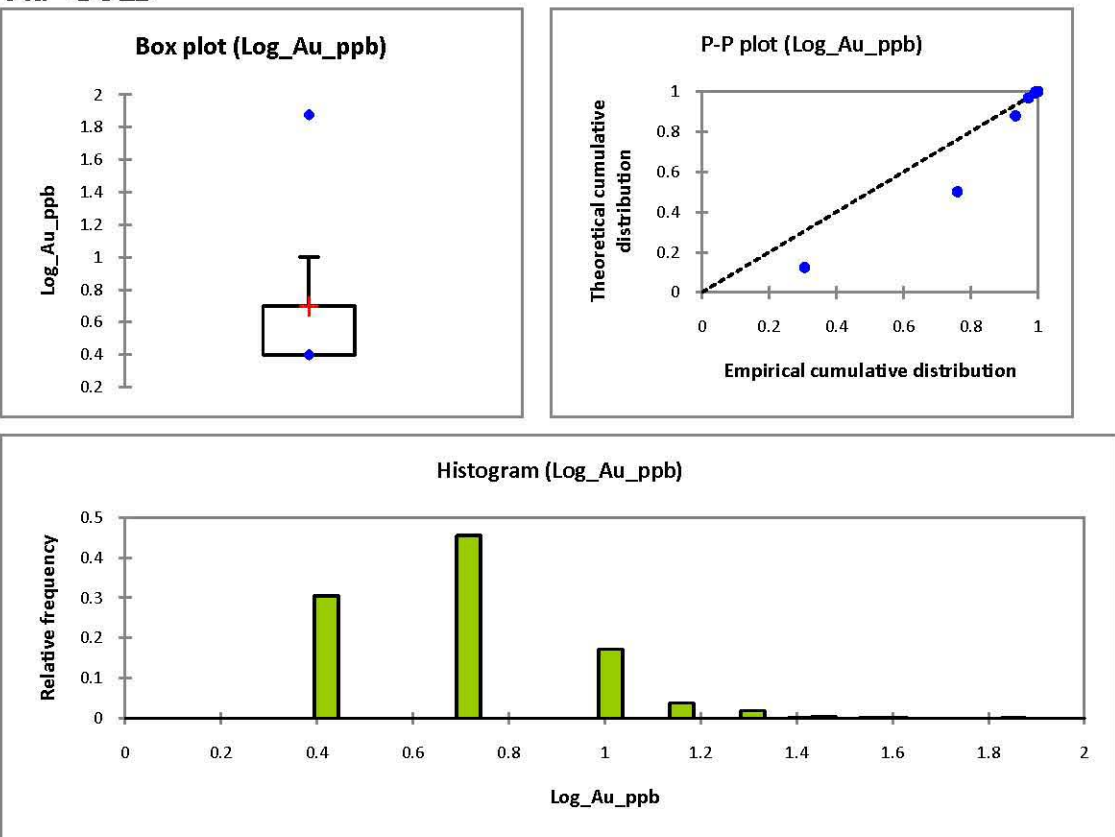 Box plot (Log_Au_ppb)
2
1.8
1.6
1.4
1.2
1
0.8
0.6
0.4
0.2
Log_Au_ppb
P-P plot (Log_Au_ppb)
1
0.8
0.6
0.4
0.2
0
Theoretical cumulative
distribution
0 0.2 0.4 0.6 0.8 1
Empirical cumulative distribution
Histogram (Log_Au_ppb)
0.5
0.4
0.3
0.2
0.1
0
Relative frequency
0 0.2 0.4 0.6 0.8 1 1.2 1.4 1.6 1.8 2
Log_Au_ppb